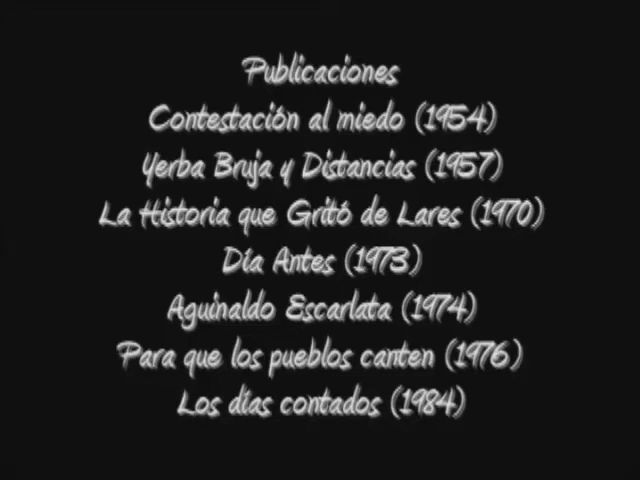 Publicaciones
Contestación al miedo (1954)
Yerba Bruja y Distancias (1957)
La Historia que Gritó de Lares (1970)
Día Antes (1973)
Aguinaldo Escarlata (1974)
Para que los pueblos canten (1976)
Los días contados (1984)